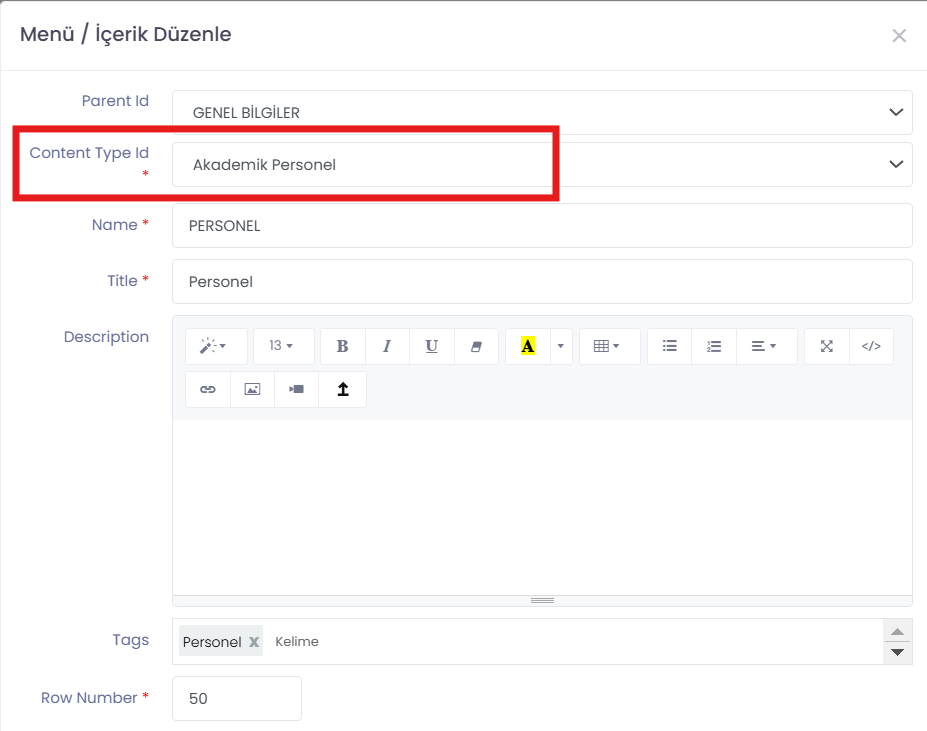 Menü / İçerik Düzenle
Parent Id
GENEL BİLGİLER
Content Type Id
*
Akademik Personel
Name *
PERSONEL
Title *
Personel
Description
13
B I U A
</>
Tags
Personel x Kelime
Row Number *
50